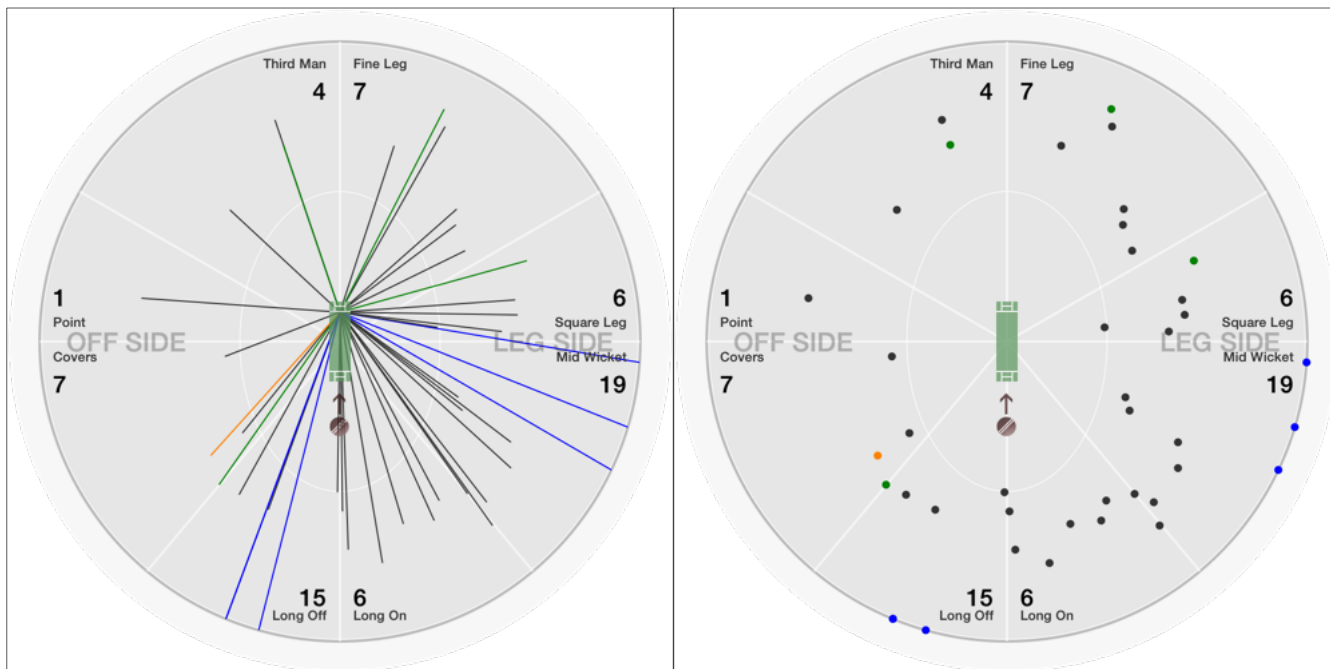 Third Man Fine Leg
4 7
1 6
Point Square Leg
OFF SIDE LEG SIDE
Covers Mid Wicket
7 19
15 6
Long Off Long On
Third Man Fine Leg
4 7
1 6
Point Square Leg
OFF SIDE LEG SIDE
Covers Mid Wicket
7 19
15 6
Long Off Long On